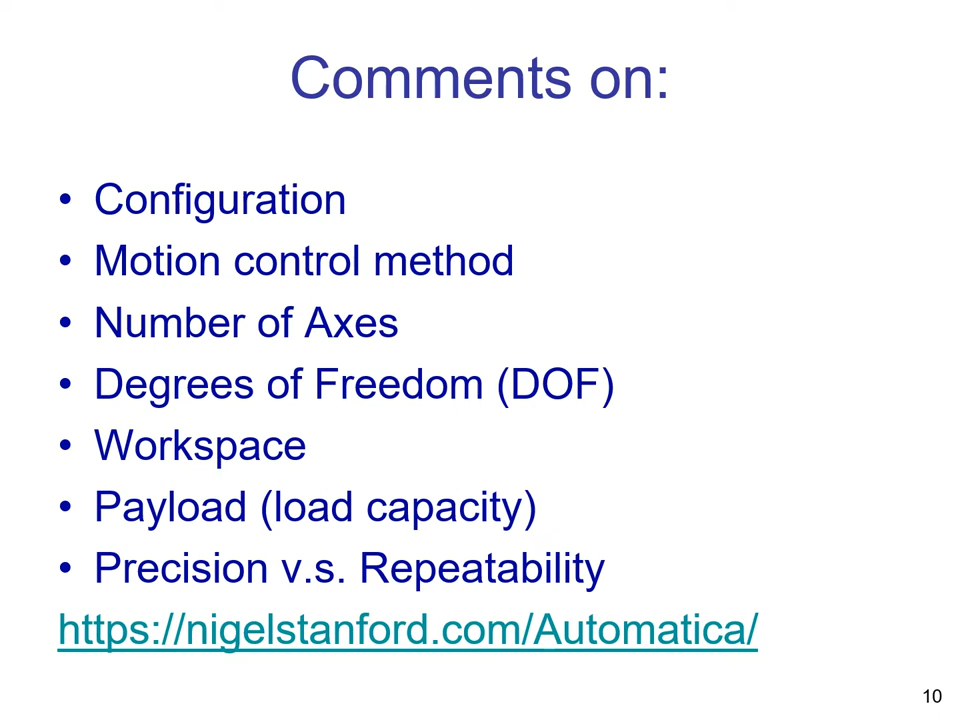 Comments on:
• Configuration
• Motion control method
• Number of Axes
• Degrees of Freedom (DOF)
• Workspace
• Payload (load capacity)
• Precision v.s. Repeatability
https://nigelstanford.com/Automatica/
10